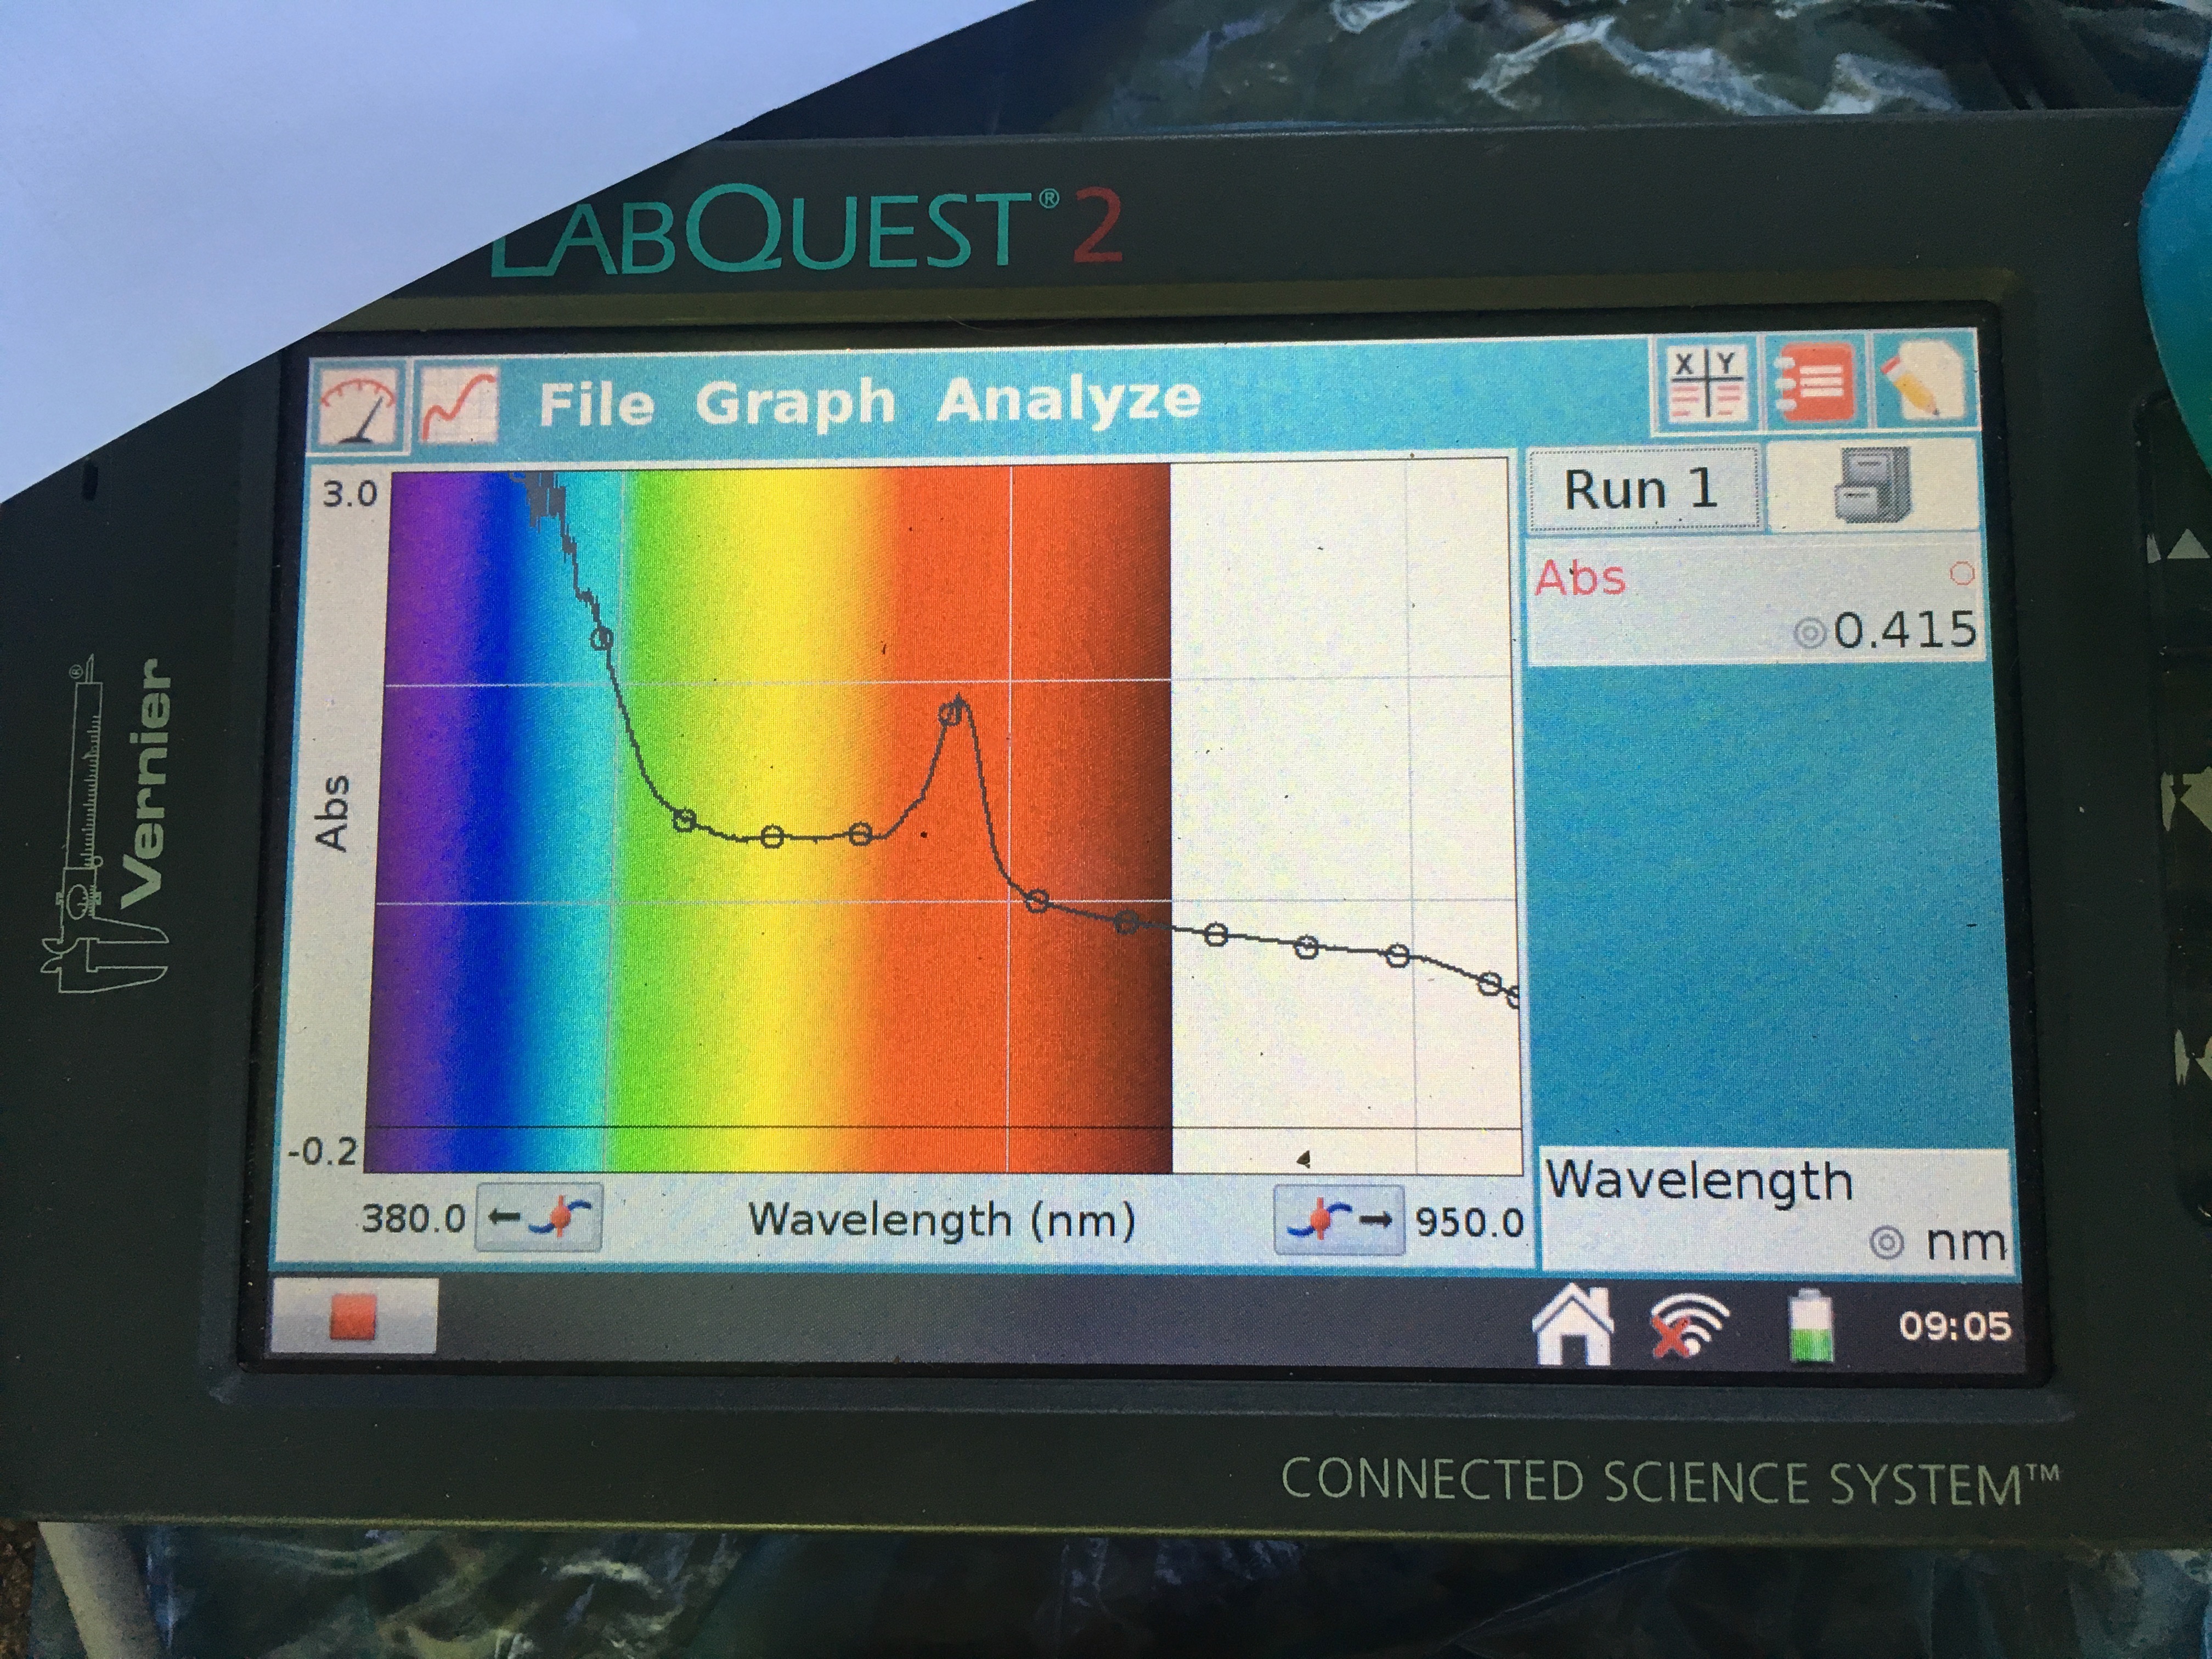 LABQUEST® 2
File Graph Analyze
X Y
3.0
Run 1
Abs
0.415
Abs
Vernier®
-0.2
380.0
Wavelength (nm)
950.0
Wavelength
nm
09:05
CONNECTED SCIENCE SYSTEM™